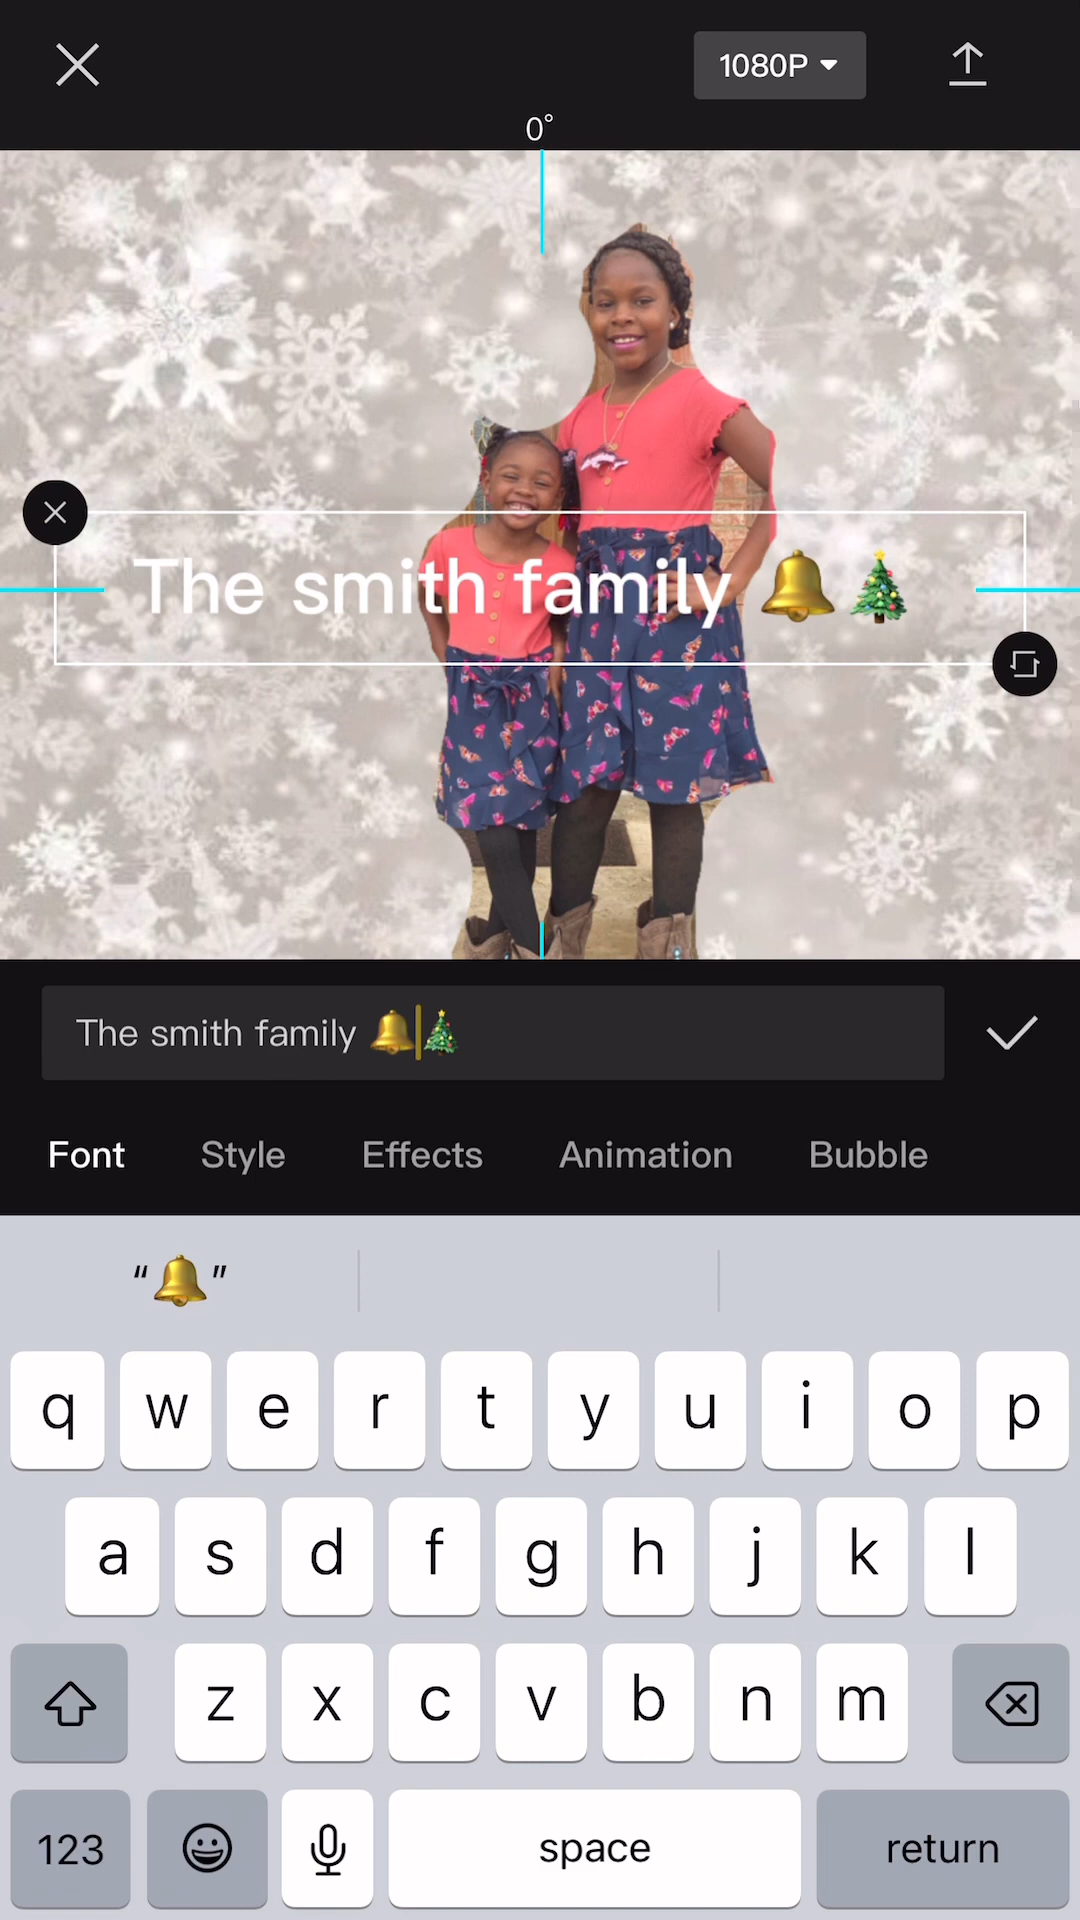 1080P
0°
The smith family 🔔🎄
The smith family 🔔🎄
Font Style Effects Animation Bubble
“🔔”
q w e r t y u i o p
a s d f g h j k l
z x c v b n m
123 space return